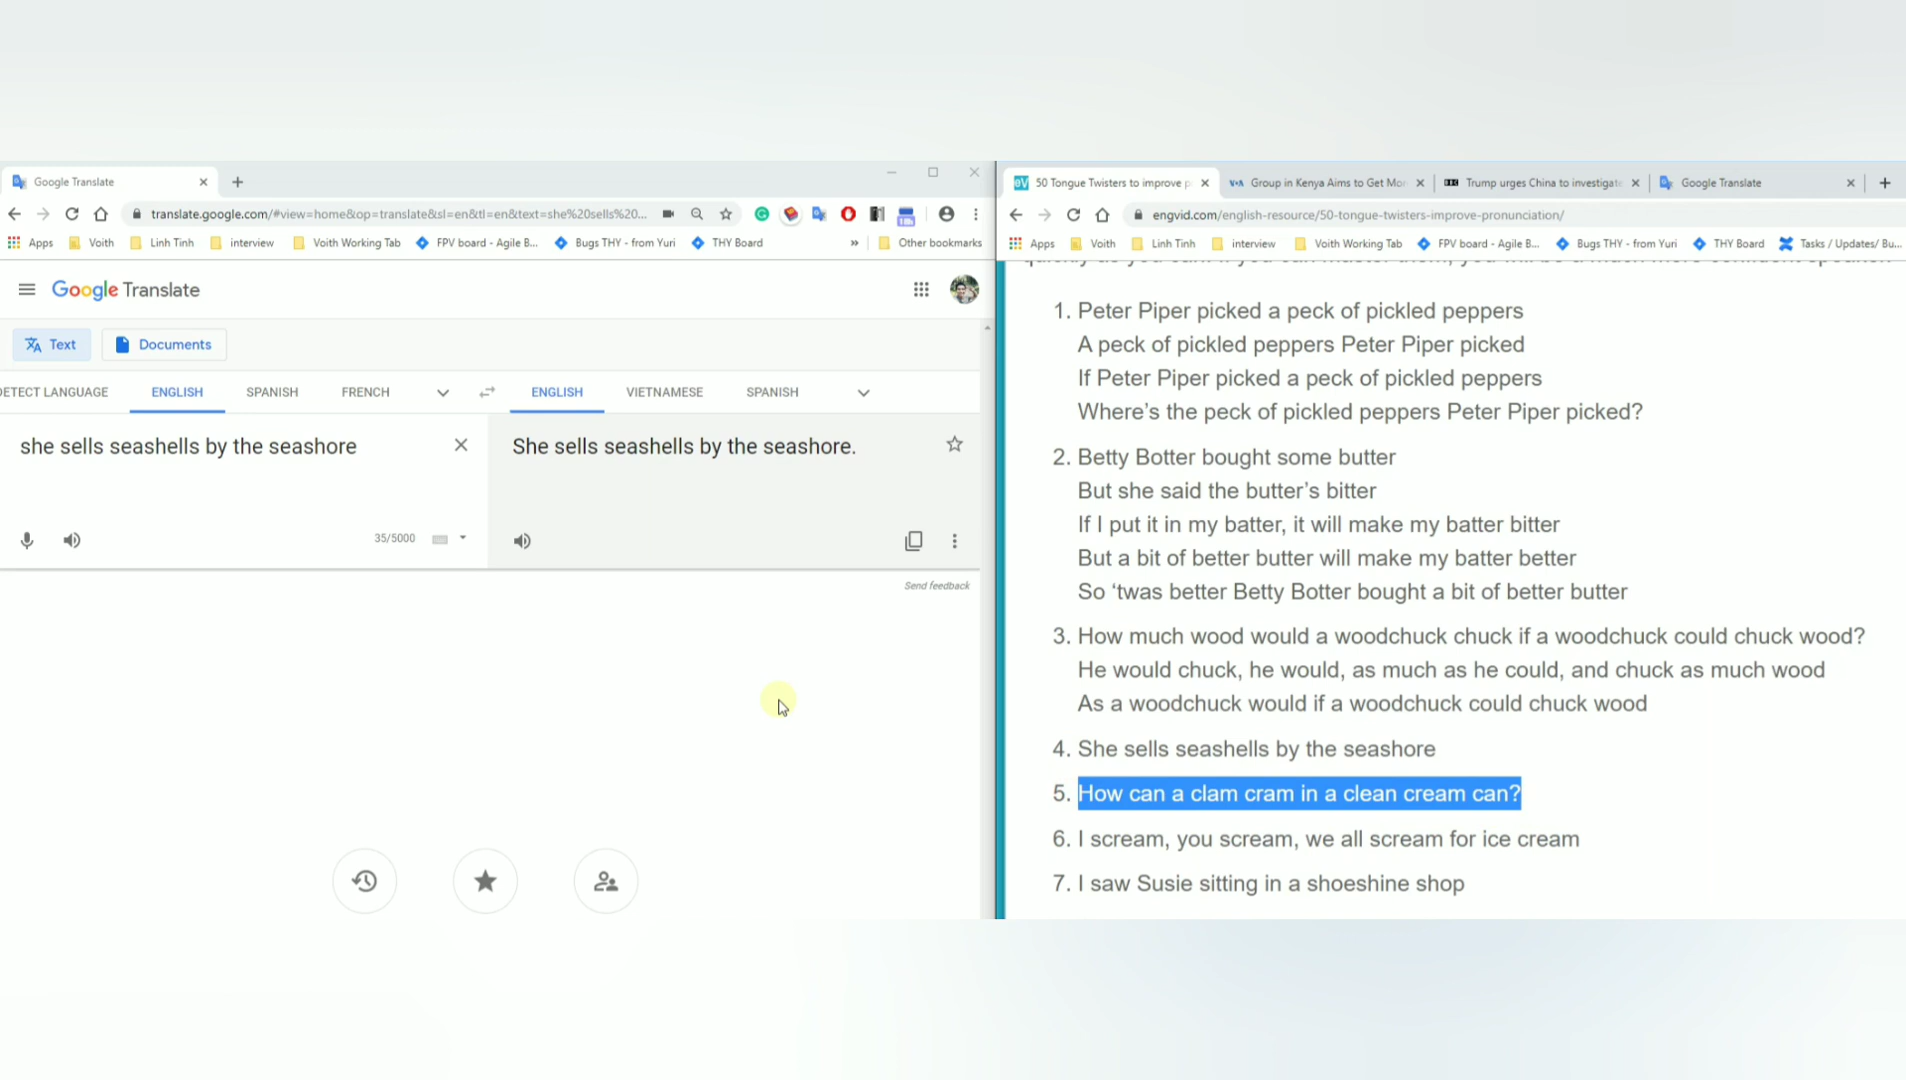 Google Translate
translate.google.com/#view=home&op=translate&sl=en&tl=en&text=she%20sells%20...
Apps Voith Linh Tinh interview Voith Working Tab FPV board - Agile B... Bugs THY - from Yuri THY Board » Other bookmarks
Google Translate
Text Documents
DETECT LANGUAGE ENGLISH SPANISH FRENCH ENGLISH VIETNAMESE SPANISH
she sells seashells by the seashore
She sells seashells by the seashore.
35/5000
Send feedback
50 Tongue Twisters to improve p Group in Kenya Aims to Get Mor Trump urges China to investigate Google Translate
engvid.com/english-resource/50-tongue-twisters-improve-pronunciation/
Apps Voith Linh Tinh interview Voith Working Tab FPV board - Agile B... Bugs THY - from Yuri THY Board Tasks / Updates/ Bu...
1. Peter Piper picked a peck of pickled peppers
A peck of pickled peppers Peter Piper picked
If Peter Piper picked a peck of pickled peppers
Where's the peck of pickled peppers Peter Piper picked?
2. Betty Botter bought some butter
But she said the butter's bitter
If I put it in my batter, it will make my batter bitter
But a bit of better butter will make my batter better
So 'twas better Betty Botter bought a bit of better butter
3. How much wood would a woodchuck chuck if a woodchuck could chuck wood?
He would chuck, he would, as much as he could, and chuck as much wood
As a woodchuck would if a woodchuck could chuck wood
4. She sells seashells by the seashore
5. How can a clam cram in a clean cream can?
6. I scream, you scream, we all scream for ice cream
7. I saw Susie sitting in a shoeshine shop